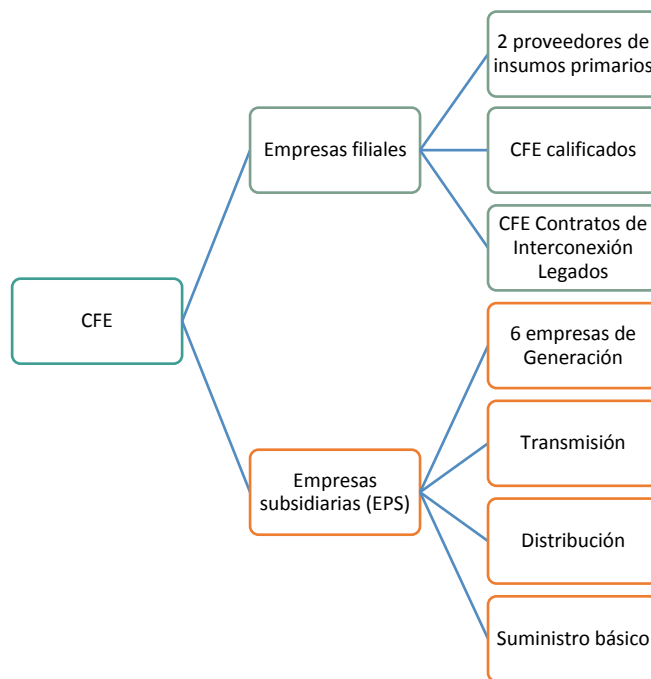 2 proveedores de
insumos primarios
Empresas filiales
CFE calificados
CFE Contratos de
Interconexión
Legados
CFE
6 empresas de
Generación
Transmisión
Empresas
subsidiarias (EPS)
Distribución
Suministro básico